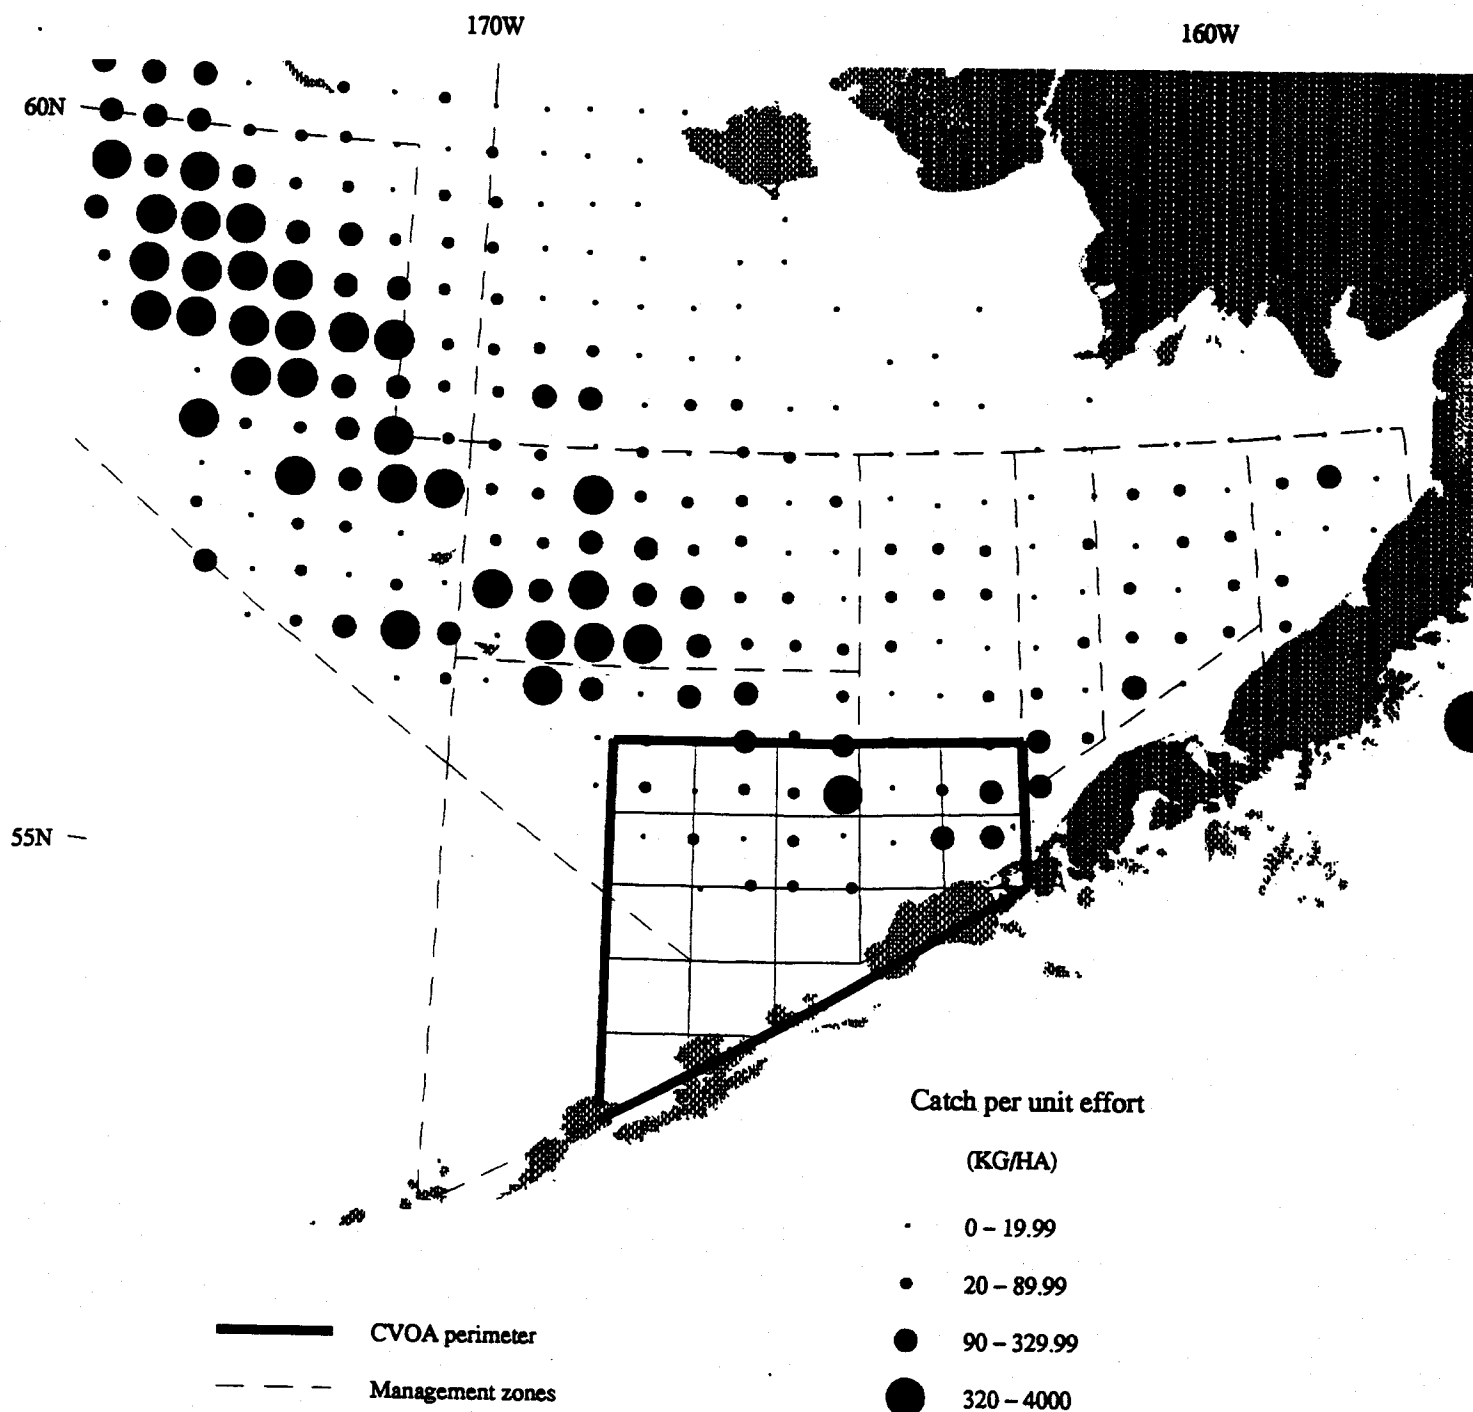 170W
160W
60N
55N
Catch per unit effort
(KG/HA)
0 – 19.99
20 – 89.99
90 – 329.99
320 – 4000
CVOA perimeter
Management zones